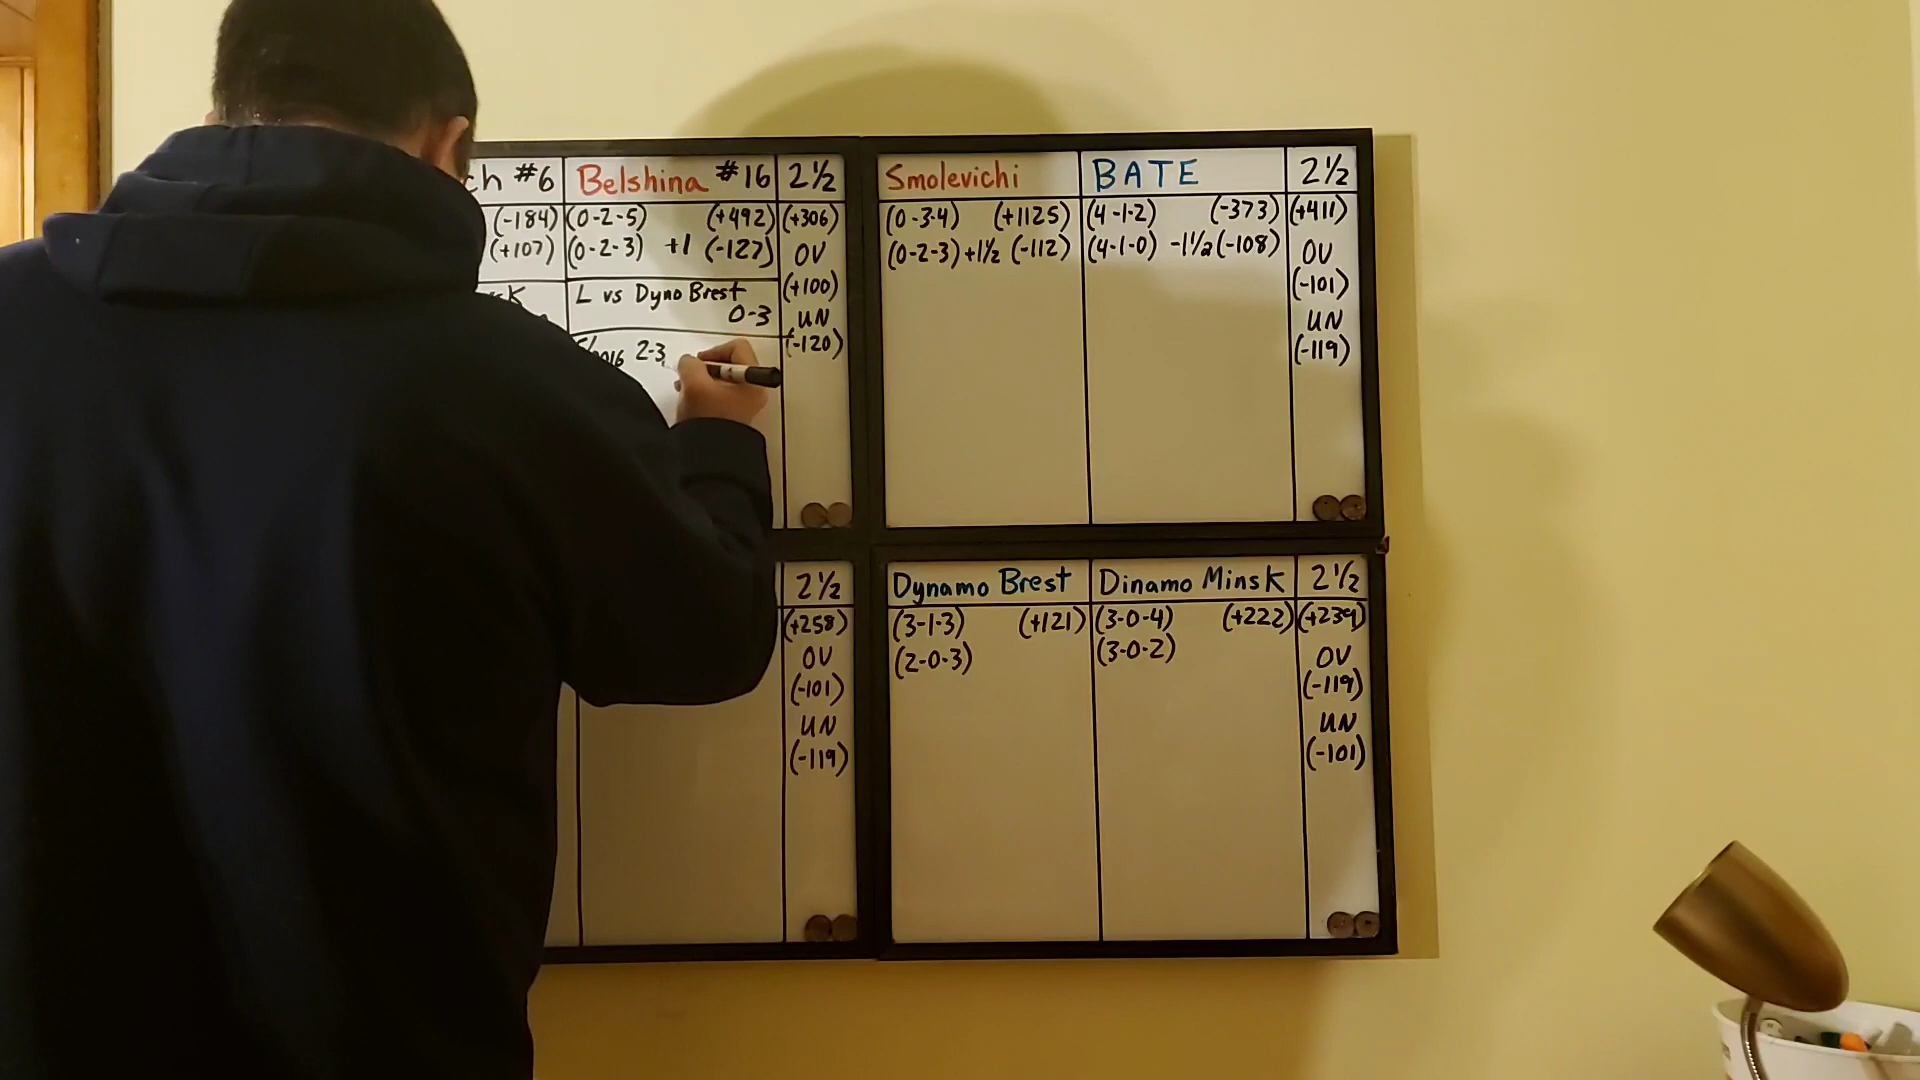 ch #6 Belshina #16 2½
(-184) (0-2-5) (+492) (+306)
(+107) (0-2-3) +1 (-127) OV
L vs Dyno Brest (+100)
0-3 UN
2-3 (-120)
Smolevichi BATE 2½
(0-3-4) (+1125) (4-1-2) (-373) (+411)
(0-2-3) +1½ (-112) (4-1-0) -1½ (-108) OV
(-101)
UN
(-119)
2½
(+258)
OV
(-101)
UN
(-119)
Dynamo Brest Dinamo Minsk 2½
(3-1-3) (+121) (3-0-4) (+222) (+239)
(2-0-3) (3-0-2) OV
(-119)
UN
(-101)